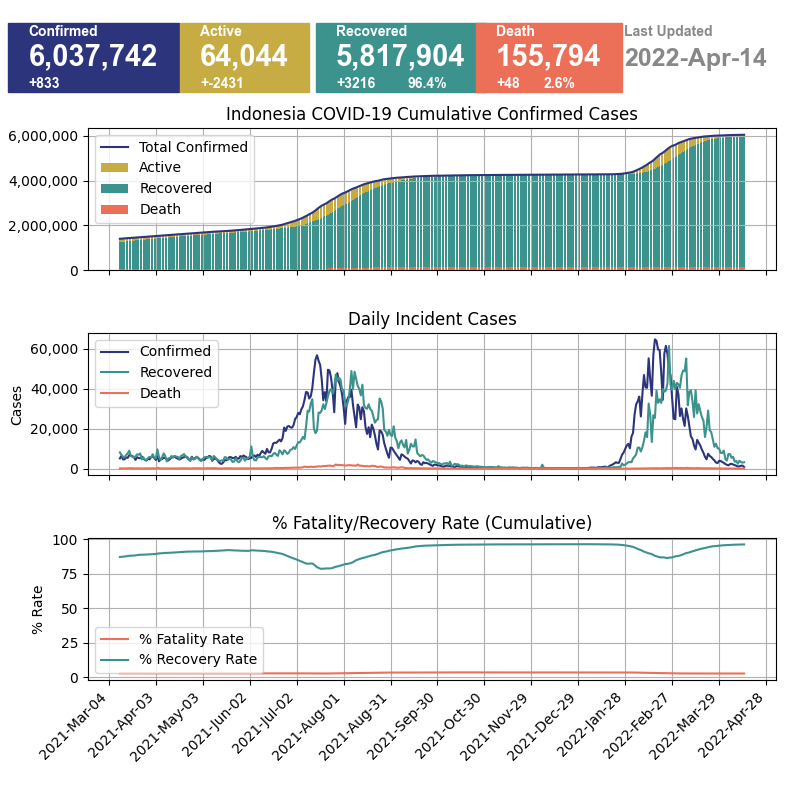 Confirmed
6,037,742
+833
Active
64,044
+-2431
Recovered
5,817,904
+3216 96.4%
Death
155,794
+48 2.6%
Last Updated
2022-Apr-14
Indonesia COVID-19 Cumulative Confirmed Cases
6,000,000
4,000,000
2,000,000
0
Total Confirmed
Active
Recovered
Death
Daily Incident Cases
Cases
60,000
40,000
20,000
0
Confirmed
Recovered
Death
% Fatality/Recovery Rate (Cumulative)
% Rate
100
75
50
25
0
% Fatality Rate
% Recovery Rate
2021-Mar-04
2021-Apr-03
2021-May-03
2021-Jun-02
2021-Jul-02
2021-Aug-01
2021-Aug-31
2021-Sep-30
2021-Oct-30
2021-Nov-29
2021-Dec-29
2022-Jan-28
2022-Feb-27
2022-Mar-29
2022-Apr-28